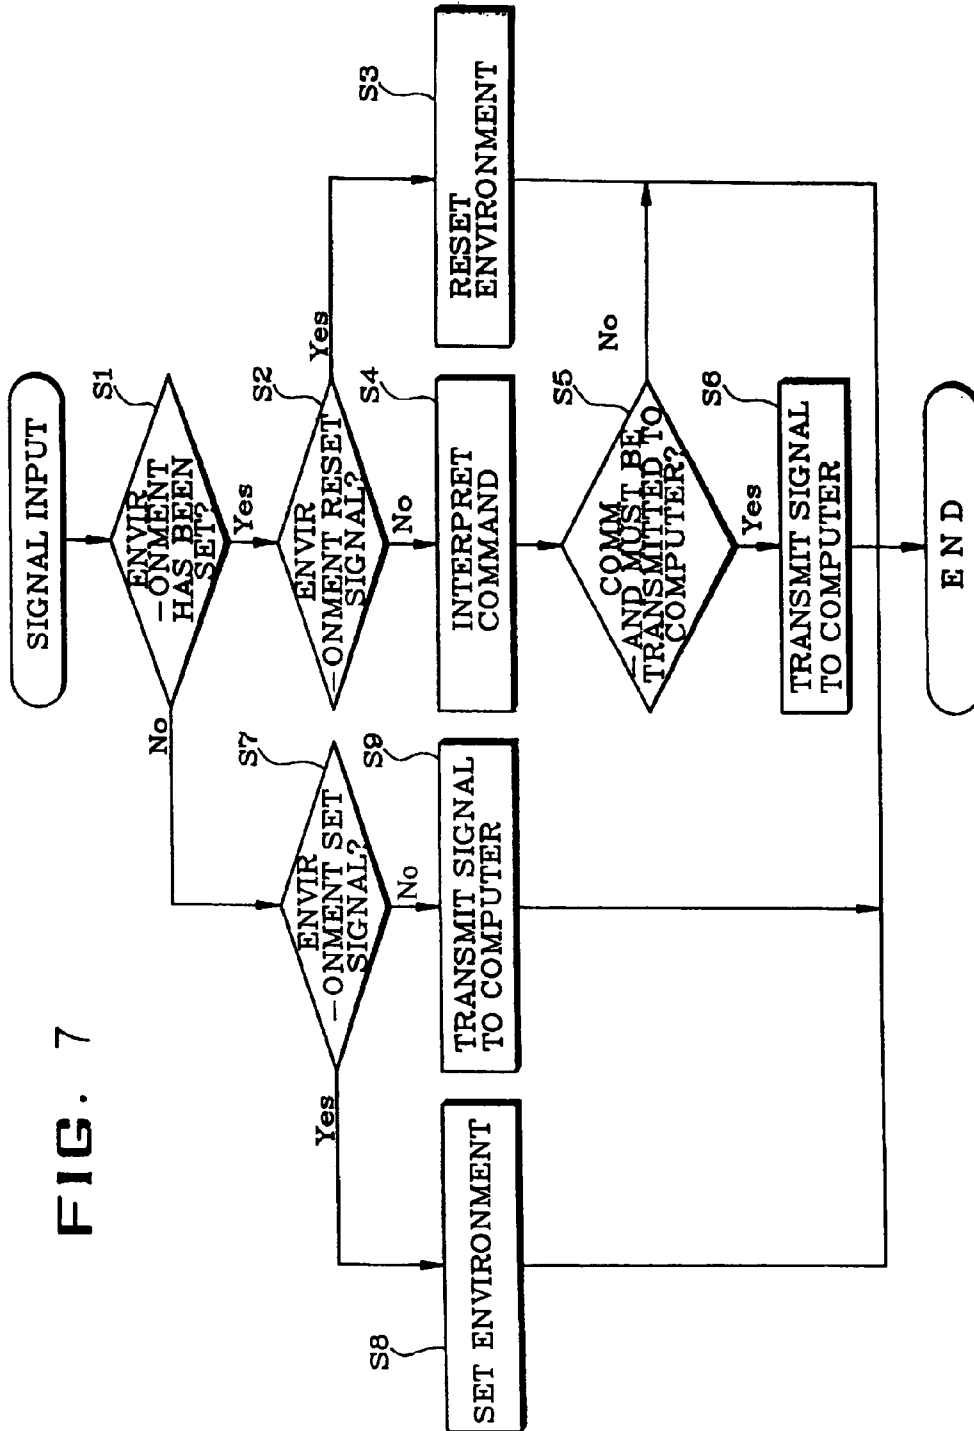 FIG. 7
SIGNAL INPUT
S1
ENVIR
-ONMENT
HAS BEEN
SET?
No
Yes
S7
ENVIR
-ONMENT SET
SIGNAL?
Yes
No
S2
ENVIR
-ONMENT RESET
SIGNAL?
Yes
No
S8
SET ENVIRONMENT
S9
TRANSMIT SIGNAL
TO COMPUTER
S4
INTERPRET
COMMAND
S3
RESET
ENVIRONMENT
S5
COMM
-AND MUST BE
TRANSMITTED TO
COMPUTER?
No
Yes
S6
TRANSMIT SIGNAL
TO COMPUTER
END